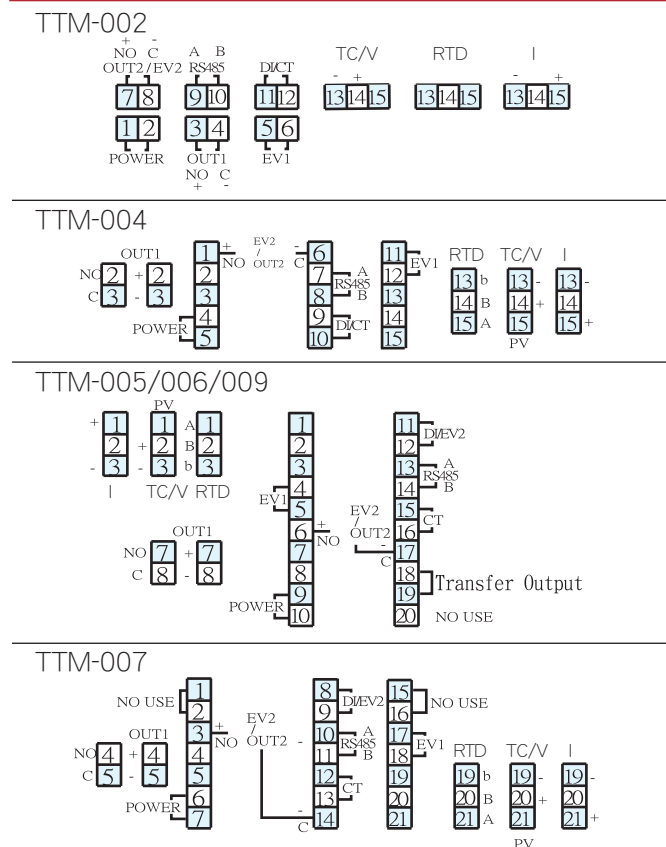 TTM-002
+ -
NO C A B
OUT2/EV2 RS485 DI/CT TC/V RTD I
- + - +
7 8 9 10 11 12 13 14 15 13 14 15 13 14 15
1 2 3 4 5 6
POWER OUT1 EV1
NO C
+ -
TTM-004
OUT1
NO 2 + 2
C 3 - 3
1 + NO
2
3
4
5
POWER
EV2
/
OUT2
- C 6
7 A
RS485
8 B
9
10
DI/CT
11
12
EV1
13
14
15
RTD TC/V I
13 b 13 - 13 -
14 B 14 + 14
15 A 15 15 +
PV
TTM-005/006/009
PV
+ 1 1 A 1
2 + 2 B 2
- 3 - 3 b 3
I TC/V RTD
OUT1
NO 7 + 7
C 8 - 8
1
2
3
4
5
EV1
6 + NO
7
8
9
10
POWER
EV2
/
OUT2
-
C
11
12
DI/EV2
13 A
RS485
14 B
15
16
CT
17
18
19
Transfer Output
20 NO USE
TTM-007
NO USE
1
2
3 + NO
4
5
6
7
POWER
OUT1
NO 4 + 4
C 5 - 5
EV2
/
OUT2
8
9
DI/EV2
- 10 A
RS485
11 B
12
13
CT
-
C 14
15
16
NO USE
17
18
EV1
19
20
21
RTD TC/V I
19 b 19 - 19 -
20 B 20 + 20
21 A 21 21 +
PV